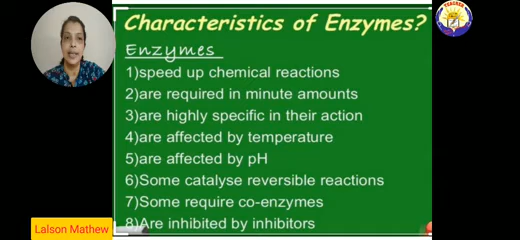 Characteristics of Enzymes?
Enzymes
1)speed up chemical reactions
2)are required in minute amounts
3)are highly specific in their action
4)are affected by temperature
5)are affected by pH
6)Some catalyse reversible reactions
7)Some require co-enzymes
8)Are inhibited by inhibitors
Lalson Mathew